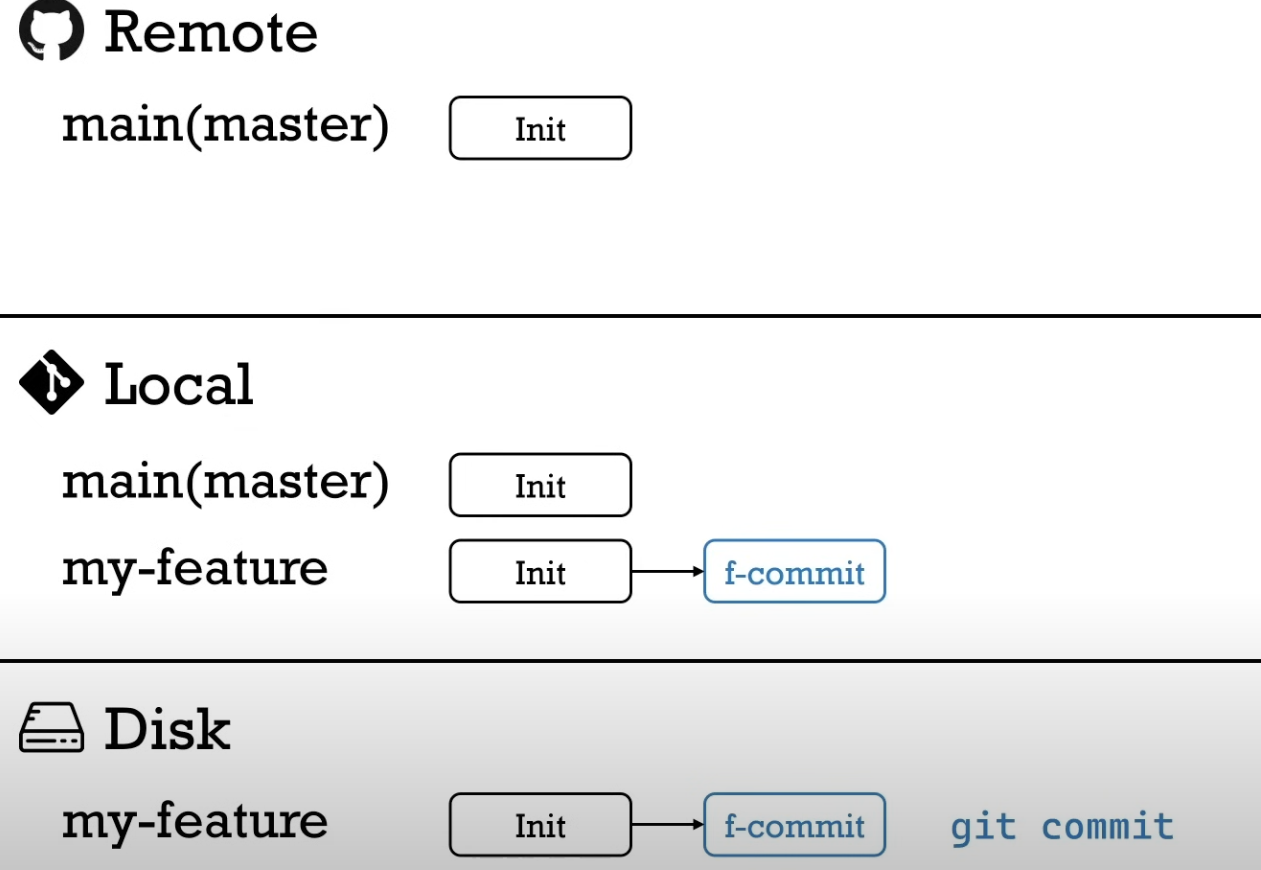 Remote
main(master) Init
Local
main(master) Init
my-feature Init f-commit
Disk
my-feature Init f-commit git commit